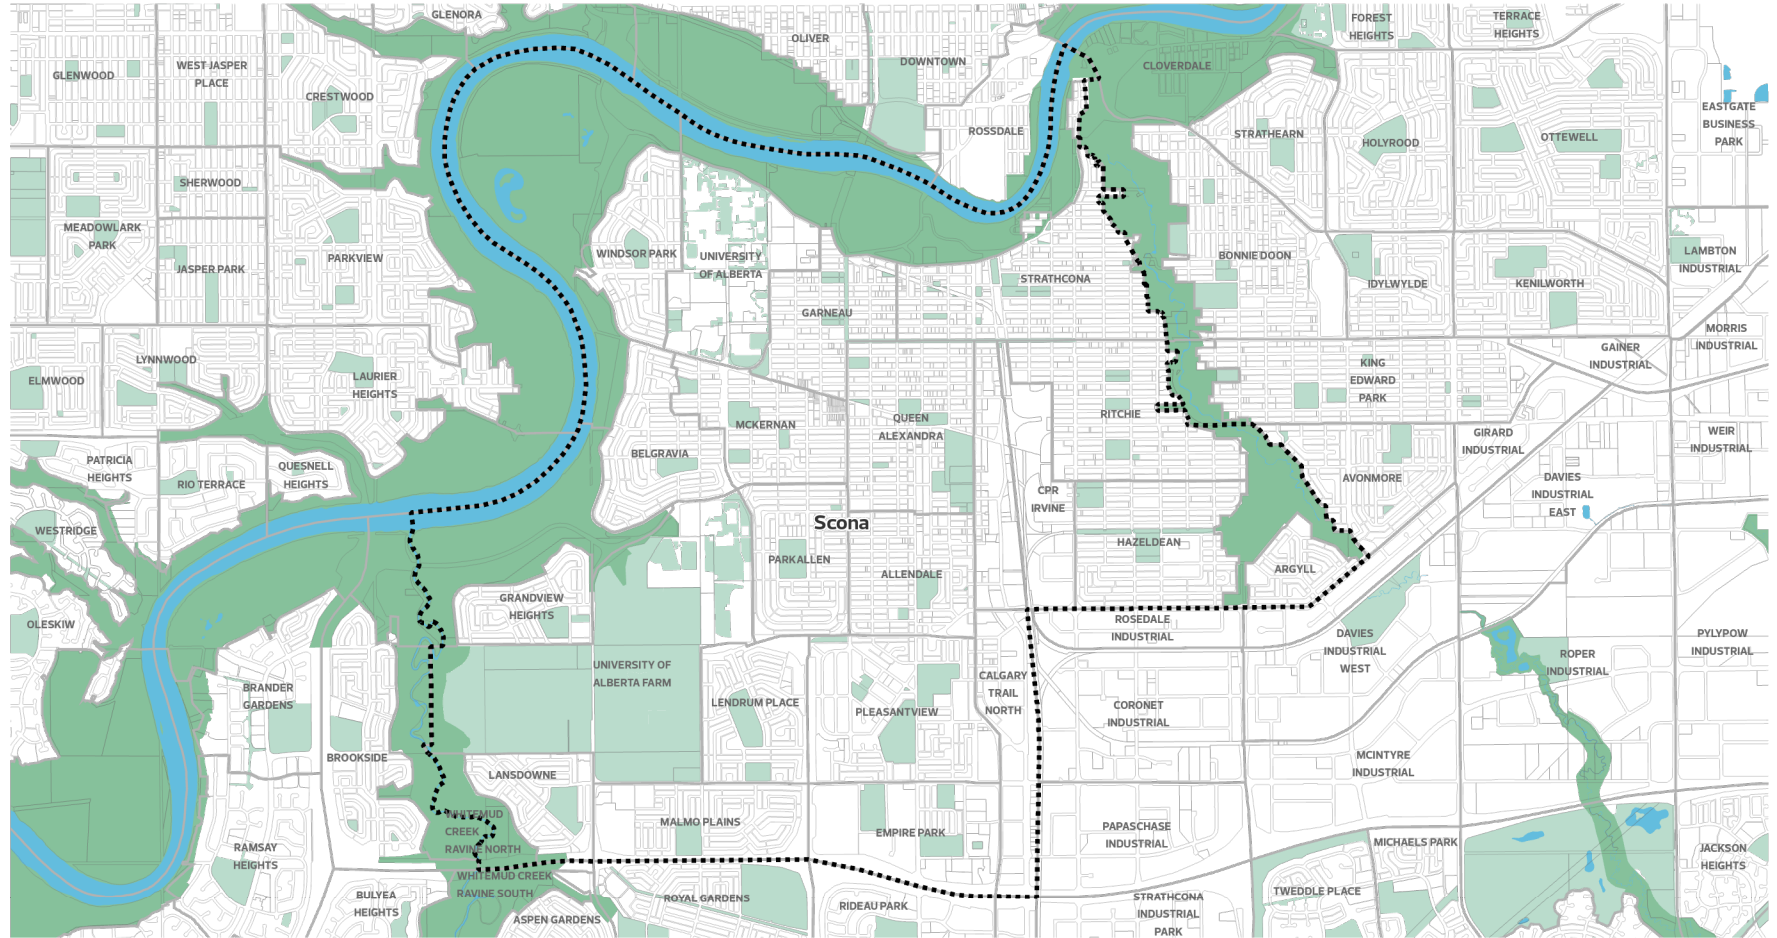 GLENORA
FOREST
HEIGHTS
TERRACE
HEIGHTS
OLIVER
GLENWOOD
WEST JASPER
PLACE
DOWNTOWN
CLOVERDALE
CRESTWOOD
EASTGATE
BUSINESS
PARK
ROSSDALE
STRATHEARN
HOLYROOD
OTTEWELL
SHERWOOD
MEADOWLARK
PARK
JASPER PARK
PARKVIEW
WINDSOR PARK
UNIVERSITY
OF ALBERTA
STRATHCONA
BONNIE DOON
IDYLWYLDE
KENILWORTH
LAMBTON
INDUSTRIAL
GARNEAU
MORRIS
INDUSTRIAL
GAINER
INDUSTRIAL
LYNNWOOD
ELMWOOD
LAURIER
HEIGHTS
KING
EDWARD
PARK
MCKERNAN
QUEEN
ALEXANDRA
RITCHIE
GIRARD
INDUSTRIAL
WEIR
INDUSTRIAL
PATRICIA
HEIGHTS
RIO TERRACE
QUESNELL
HEIGHTS
BELGRAVIA
AVONMORE
DAVIES
INDUSTRIAL
EAST
CPR
IRVINE
WESTRIDGE
Scona
HAZELDEAN
PARKALLEN
ALLENDALE
ARGYLL
GRANDVIEW
HEIGHTS
OLESKIW
ROSEDALE
INDUSTRIAL
DAVIES
INDUSTRIAL
WEST
PYLYPOW
INDUSTRIAL
ROPER
INDUSTRIAL
UNIVERSITY OF
ALBERTA FARM
BRANDER
GARDENS
CALGARY
TRAIL
NORTH
LENDRUM PLACE
PLEASANTVIEW
CORONET
INDUSTRIAL
BROOKSIDE
LANSDOWNE
MCINTYRE
INDUSTRIAL
WHITEMUD
CREEK
RAVINE NORTH
MALMO PLAINS
EMPIRE PARK
PAPASCHASE
INDUSTRIAL
MICHAELS PARK
JACKSON
HEIGHTS
RAMSAY
HEIGHTS
WHITEMUD CREEK
RAVINE SOUTH
BULYEA
HEIGHTS
ASPEN GARDENS
ROYAL GARDENS
RIDEAU PARK
STRATHCONA
INDUSTRIAL
PARK
TWEDDLE PLACE